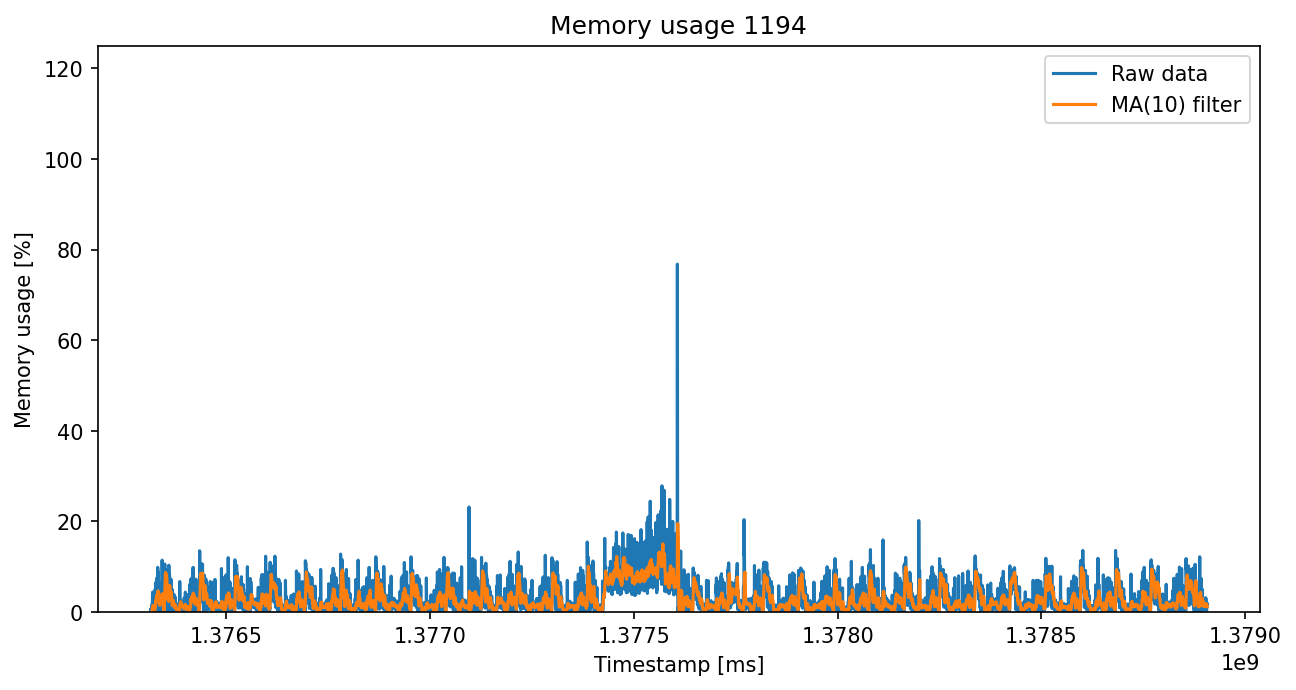 Memory usage 1194
Raw data
MA(10) filter
Memory usage [%]
120
100
80
60
40
20
0
1.3765 1.3770 1.3775 1.3780 1.3785 1.3790
1e9
Timestamp [ms]